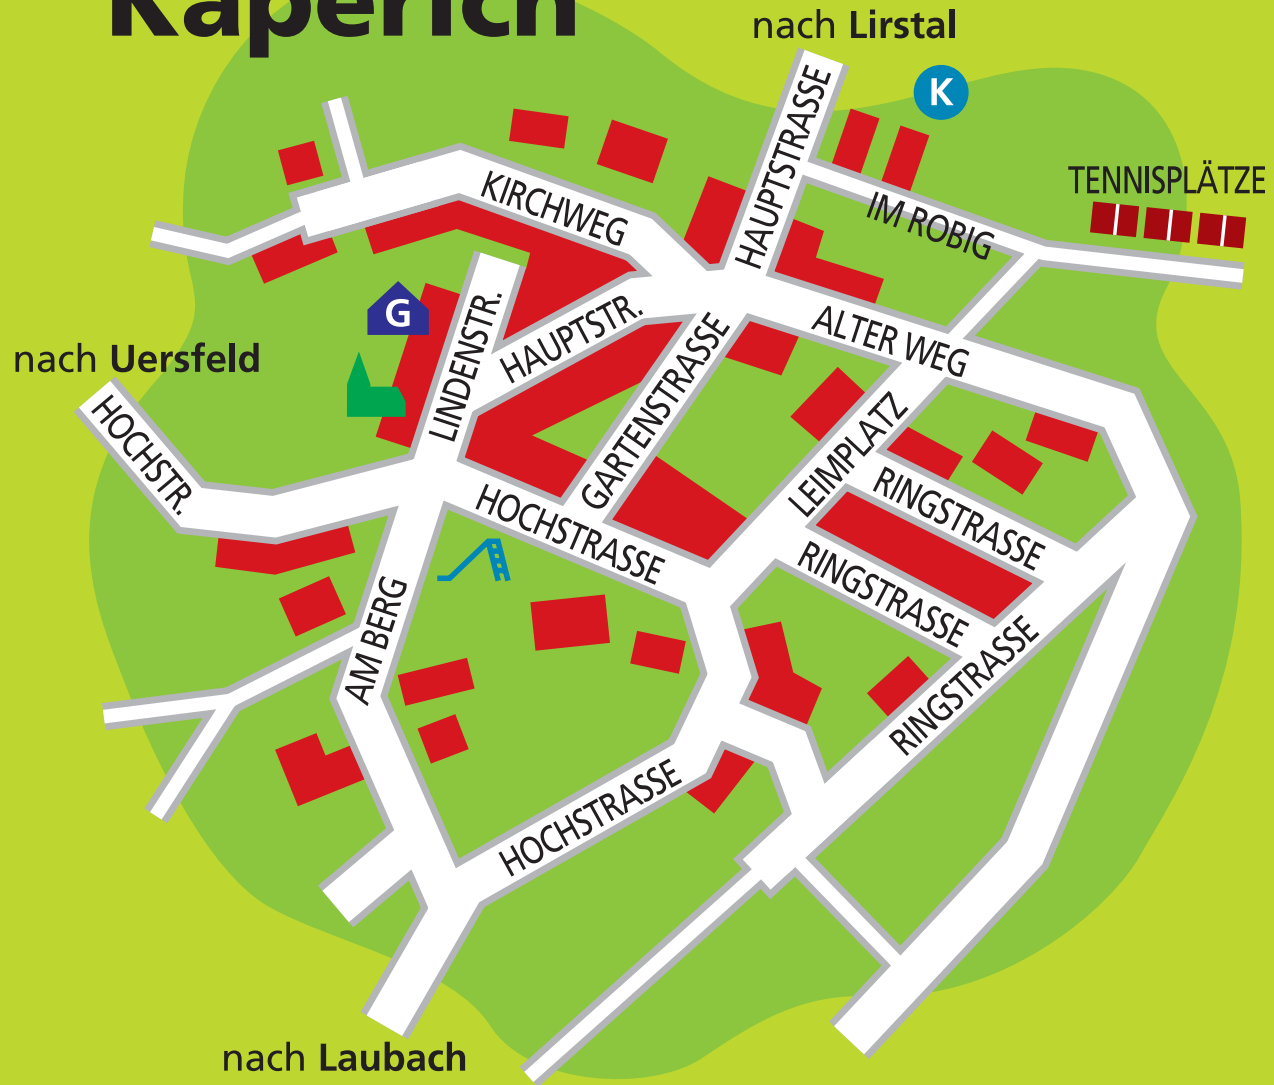 Kaperich
nach Lirstal
K
HAUPTSTRASSE
TENNISPLÄTZE
KIRCHWEG
IM ROBIG
G
LINDENSTR.
HAUPTSTR.
ALTER WEG
nach Uersfeld
GARTENSTRASSE
HOCHSTR.
LEIMPLATZ
RINGSTRASSE
HOCHSTRASSE
RINGSTRASSE
AM BERG
RINGSTRASSE
HOCHSTRASSE
nach Laubach